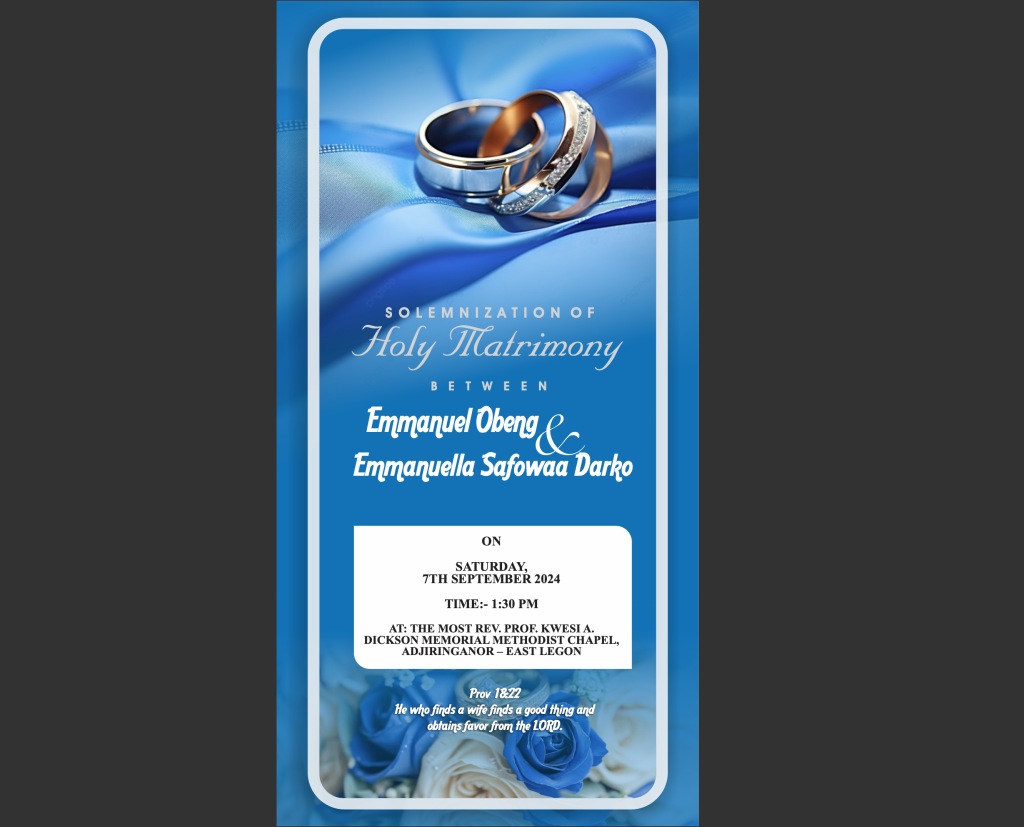 SOLEMNIZATION OF
Holy Matrimony
BETWEEN
Emmanuel Obeng
&
Emmanuella Safowaa Darko
ON
SATURDAY,
7TH SEPTEMBER 2024
TIME:- 1:30 PM
AT: THE MOST REV. PROF. KWESI A.
DICKSON MEMORIAL METHODIST CHAPEL,
ADJIRINGANOR – EAST LEGON
Prov 18:22
He who finds a wife finds a good thing and
obtains favor from the LORD.